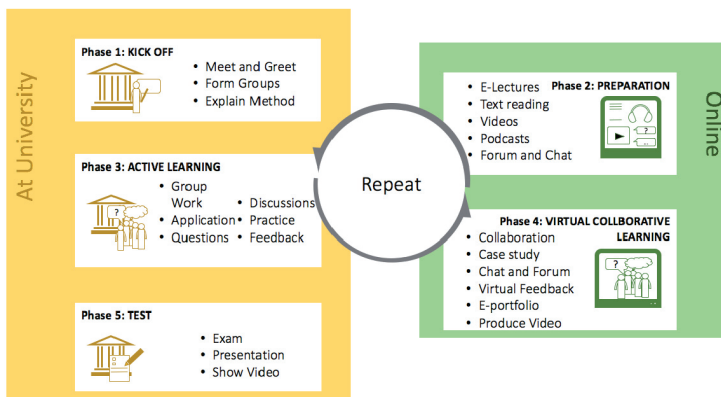 At University
Phase 1: KICK OFF
• Meet and Greet
• Form Groups
• Explain Method
Phase 3: ACTIVE LEARNING
• Group
Work
• Application
• Questions
• Discussions
• Practice
• Feedback
Phase 5: TEST
• Exam
• Presentation
• Show Video
Repeat
Online
Phase 2: PREPARATION
• E-Lectures
• Text reading
• Videos
• Podcasts
• Forum and Chat
?
Phase 4: VIRTUAL COLLBORATIVE
LEARNING
• Collaboration
• Case study
• Chat and Forum
• Virtual Feedback
• E-portfolio
• Produce Video
?
?